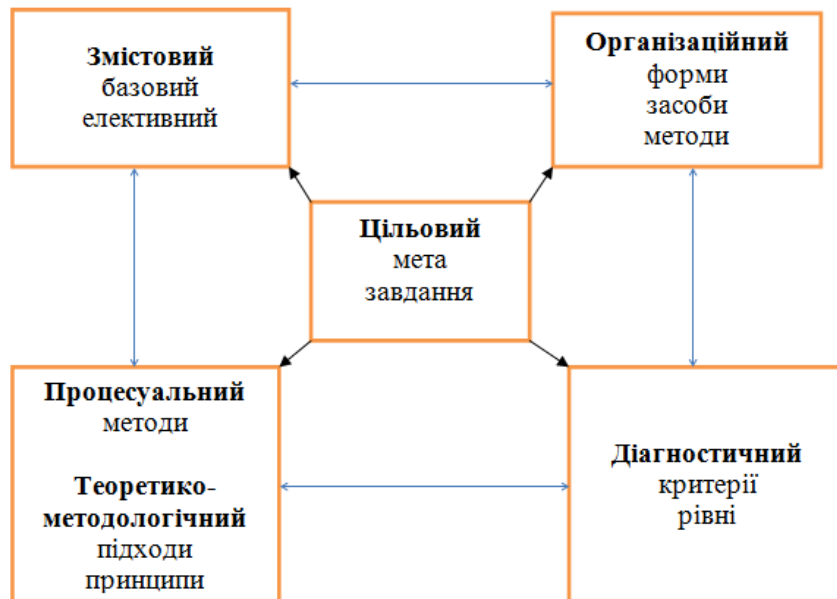 Змістовий
базовий
елективний
Організаційний
форми
засоби
методи
Цільовий
мета
завдання
Процесуальний
методи
Теоретико-
методологічний
підходи
принципи
Діагностичний
критерії
рівні